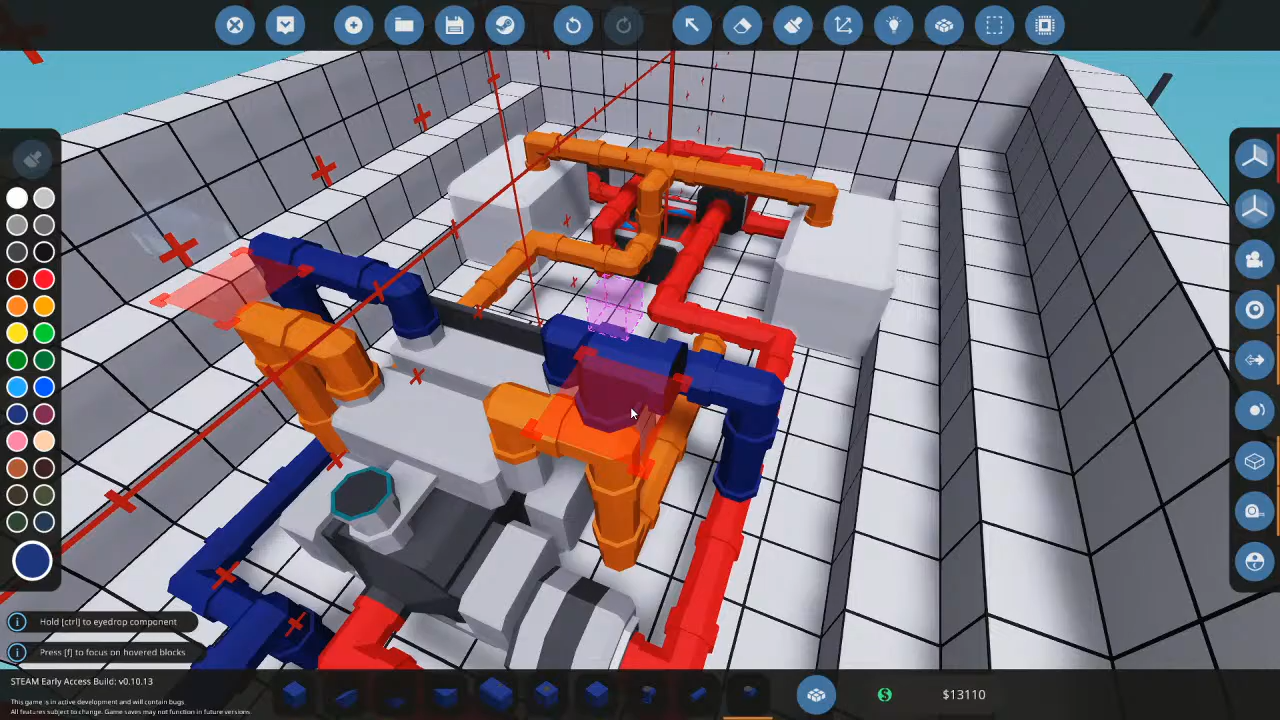 Hold [ctrl] to eyedrop component
Press [f] to focus on hovered blocks
STEAM Early Access Build: v0.10.13
This game is in active development and will contain bugs.
All features subject to change. Game saves may not function in future versions.
$13110